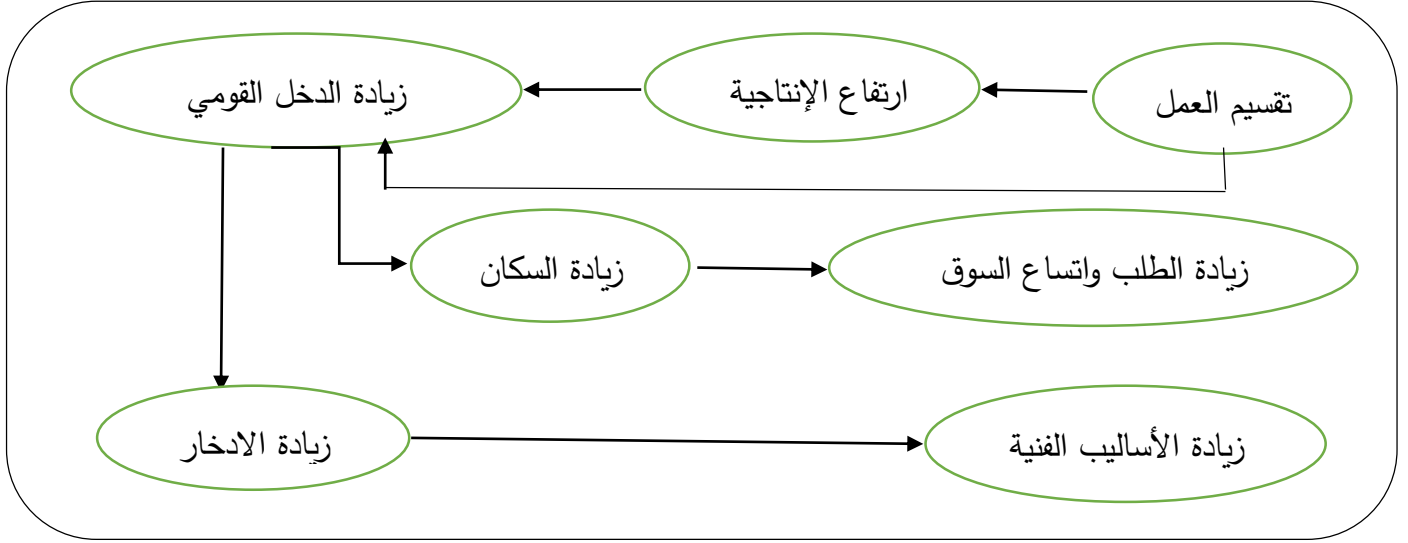 تقسيم العمل
ارتفاع الإنتاجية
زيادة الدخل القومي
زيادة السكان
زيادة الطلب واتساع السوق
زيادة الادخار
زيادة الأساليب الفنية